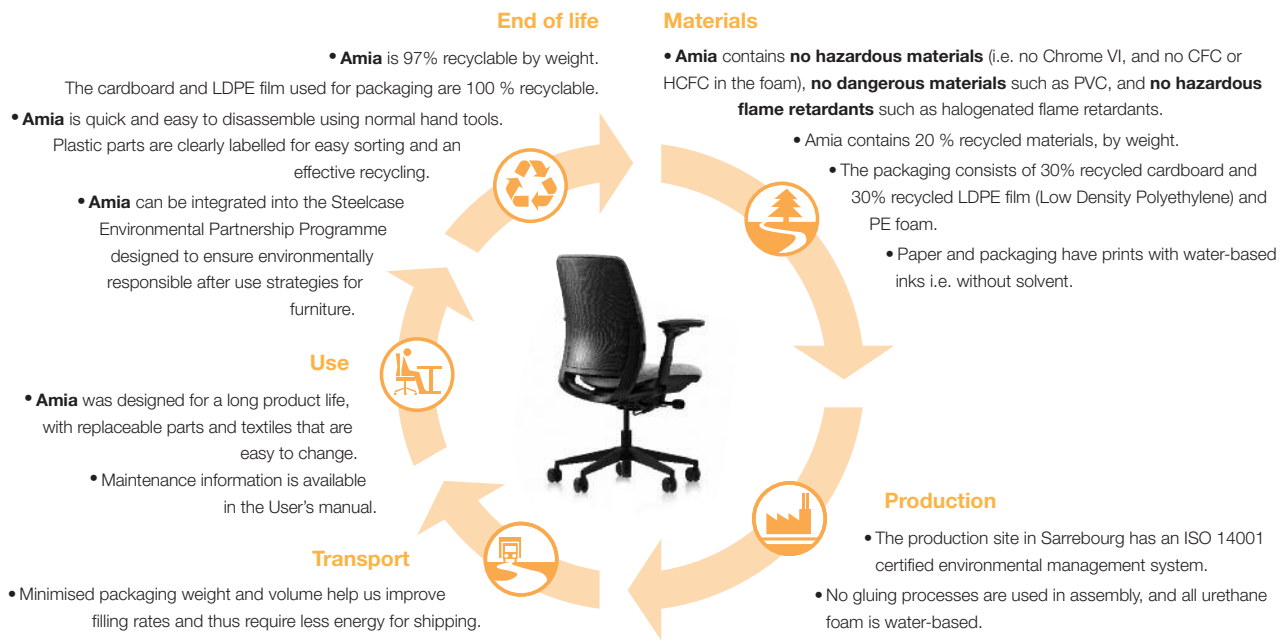 End of life
• Amia is 97% recyclable by weight.
The cardboard and LDPE film used for packaging are 100 % recyclable.
• Amia is quick and easy to disassemble using normal hand tools.
Plastic parts are clearly labelled for easy sorting and an
effective recycling.
• Amia can be integrated into the Steelcase
Environmental Partnership Programme
designed to ensure environmentally
responsible after use strategies for
furniture.
Materials
• Amia contains no hazardous materials (i.e. no Chrome VI, and no CFC or
HCFC in the foam), no dangerous materials such as PVC, and no hazardous
flame retardants such as halogenated flame retardants.
• Amia contains 20 % recycled materials, by weight.
• The packaging consists of 30% recycled cardboard and
30% recycled LDPE film (Low Density Polyethylene) and
PE foam.
• Paper and packaging have prints with water-based
inks i.e. without solvent.
Production
• The production site in Sarrebourg has an ISO 14001
certified environmental management system.
• No gluing processes are used in assembly, and all urethane
foam is water-based.
Transport
• Minimised packaging weight and volume help us improve
filling rates and thus require less energy for shipping.
Use
• Amia was designed for a long product life,
with replaceable parts and textiles that are
easy to change.
• Maintenance information is available
in the User’s manual.